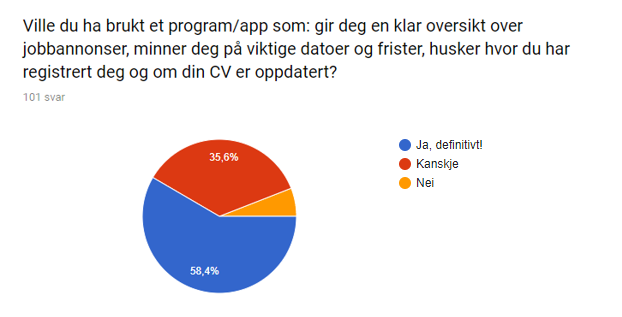 Ville du ha brukt et program/app som: gir deg en klar oversikt over
jobbannonser, minner deg på viktige datoer og frister, husker hvor du har
registrert deg og om din CV er oppdatert?
101 svar
35,6%
58,4%
Ja, definitivt!
Kanskje
Nei